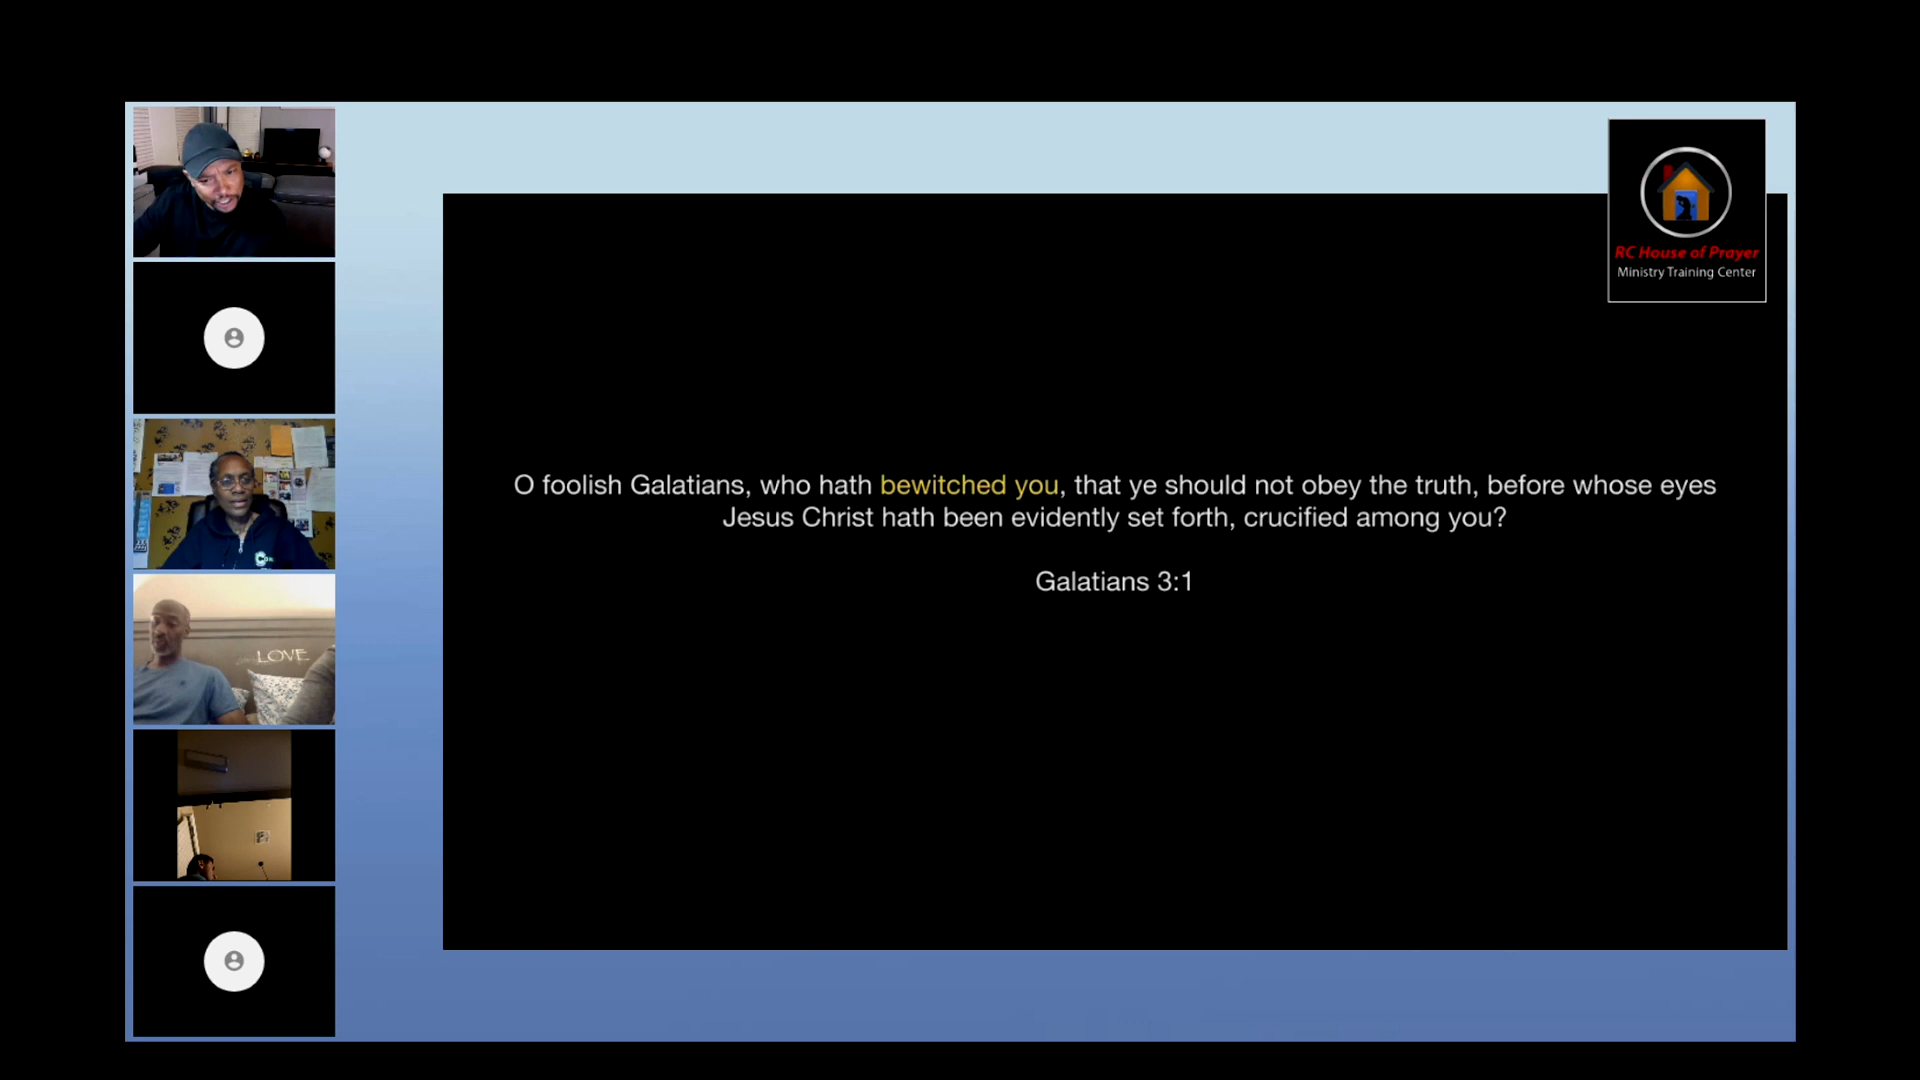 RC House of Prayer
Ministry Training Center
O foolish Galatians, who hath bewitched you, that ye should not obey the truth, before whose eyes
Jesus Christ hath been evidently set forth, crucified among you?
Galatians 3:1
LOVE